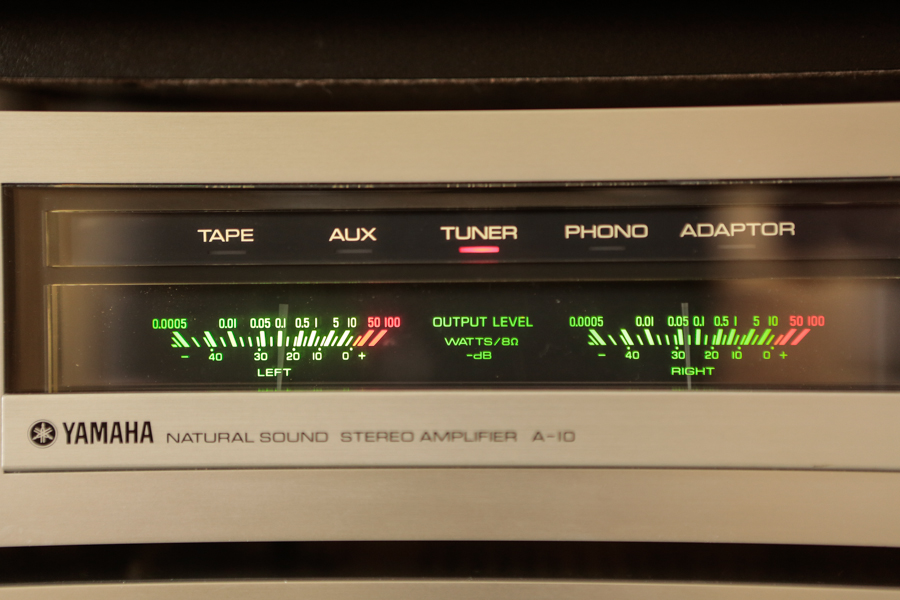 TAPE AUX TUNER PHONO ADAPTOR
0.0005 0.01 0.05 0.1 0.5 1 5 10 50 100 OUTPUT LEVEL 0.0005 0.01 0.05 0.1 0.5 1 5 10 50 100
WATTS/8Ω
- 40 30 20 10 0 + -dB - 40 30 20 10 0 +
LEFT RIGHT
YAMAHA NATURAL SOUND STEREO AMPLIFIER A-10